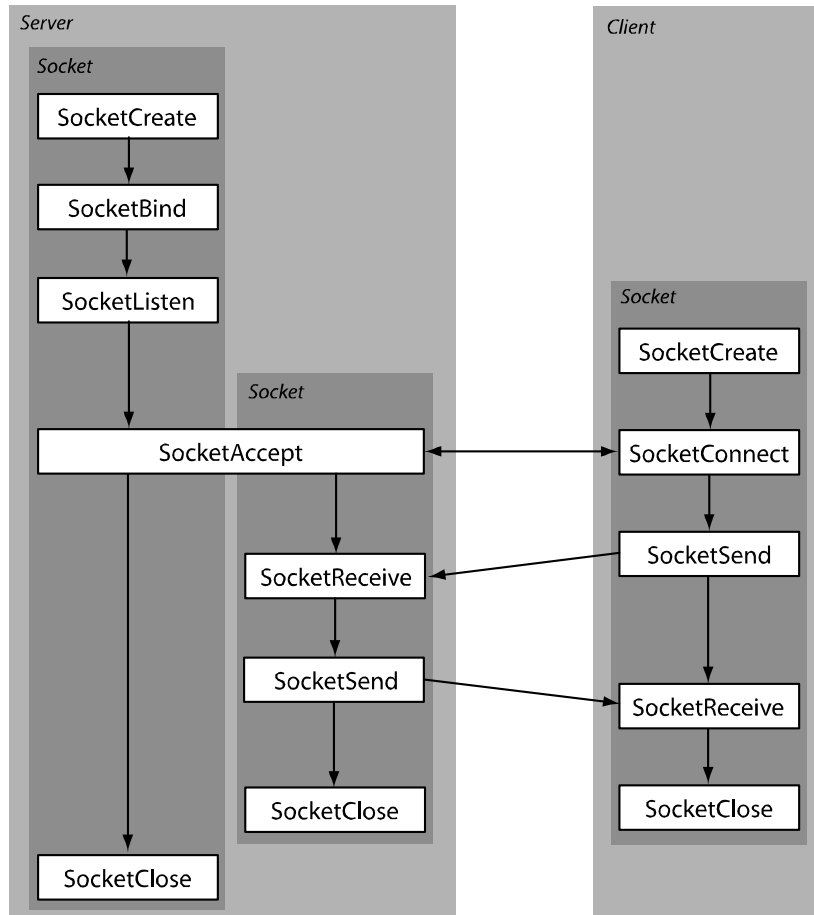 Server
Socket
SocketCreate
SocketBind
SocketListen
Socket
SocketAccept
SocketReceive
SocketSend
SocketClose
SocketClose
Client
Socket
SocketCreate
SocketConnect
SocketSend
SocketReceive
SocketClose